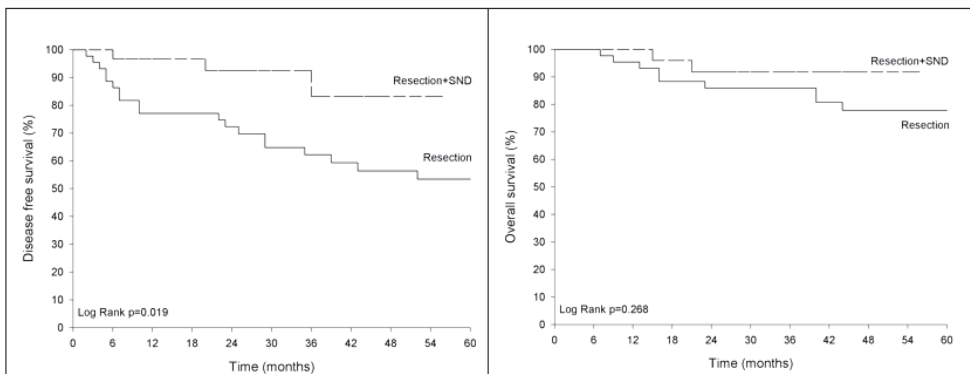 100
90
80
70
60
50
40
30
20
10
0
Disease free survival (%)
Resection+SND
Resection
Log Rank p=0.019
0 6 12 18 24 30 36 42 48 54 60
Time (months)
100
90
80
70
60
50
40
30
20
10
0
Overall survival (%)
Resection+SND
Resection
Log Rank p=0.268
0 6 12 18 24 30 36 42 48 54 60
Time (months)